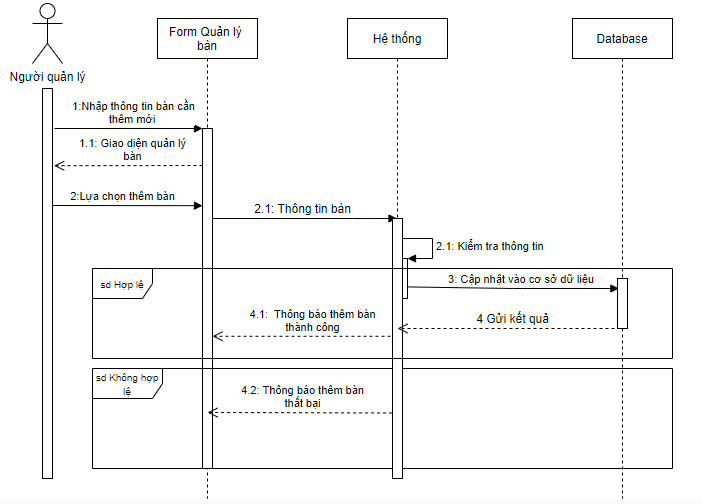 Form Quản lý
bàn
Hệ thống
Database
Người quản lý
1:Nhập thông tin bàn cần
thêm mới
1.1: Giao diện quản lý
bàn
2:Lựa chọn thêm bàn
2.1: Thông tin bàn
2.1: Kiểm tra thông tin
sd Hợp lệ
3: Cập nhật vào cơ sở dữ liệu
4.1: Thông báo thêm bàn
thành công
4 Gửi kết quả
sd Không hợp
lệ
4.2: Thông báo thêm bàn
thất bại